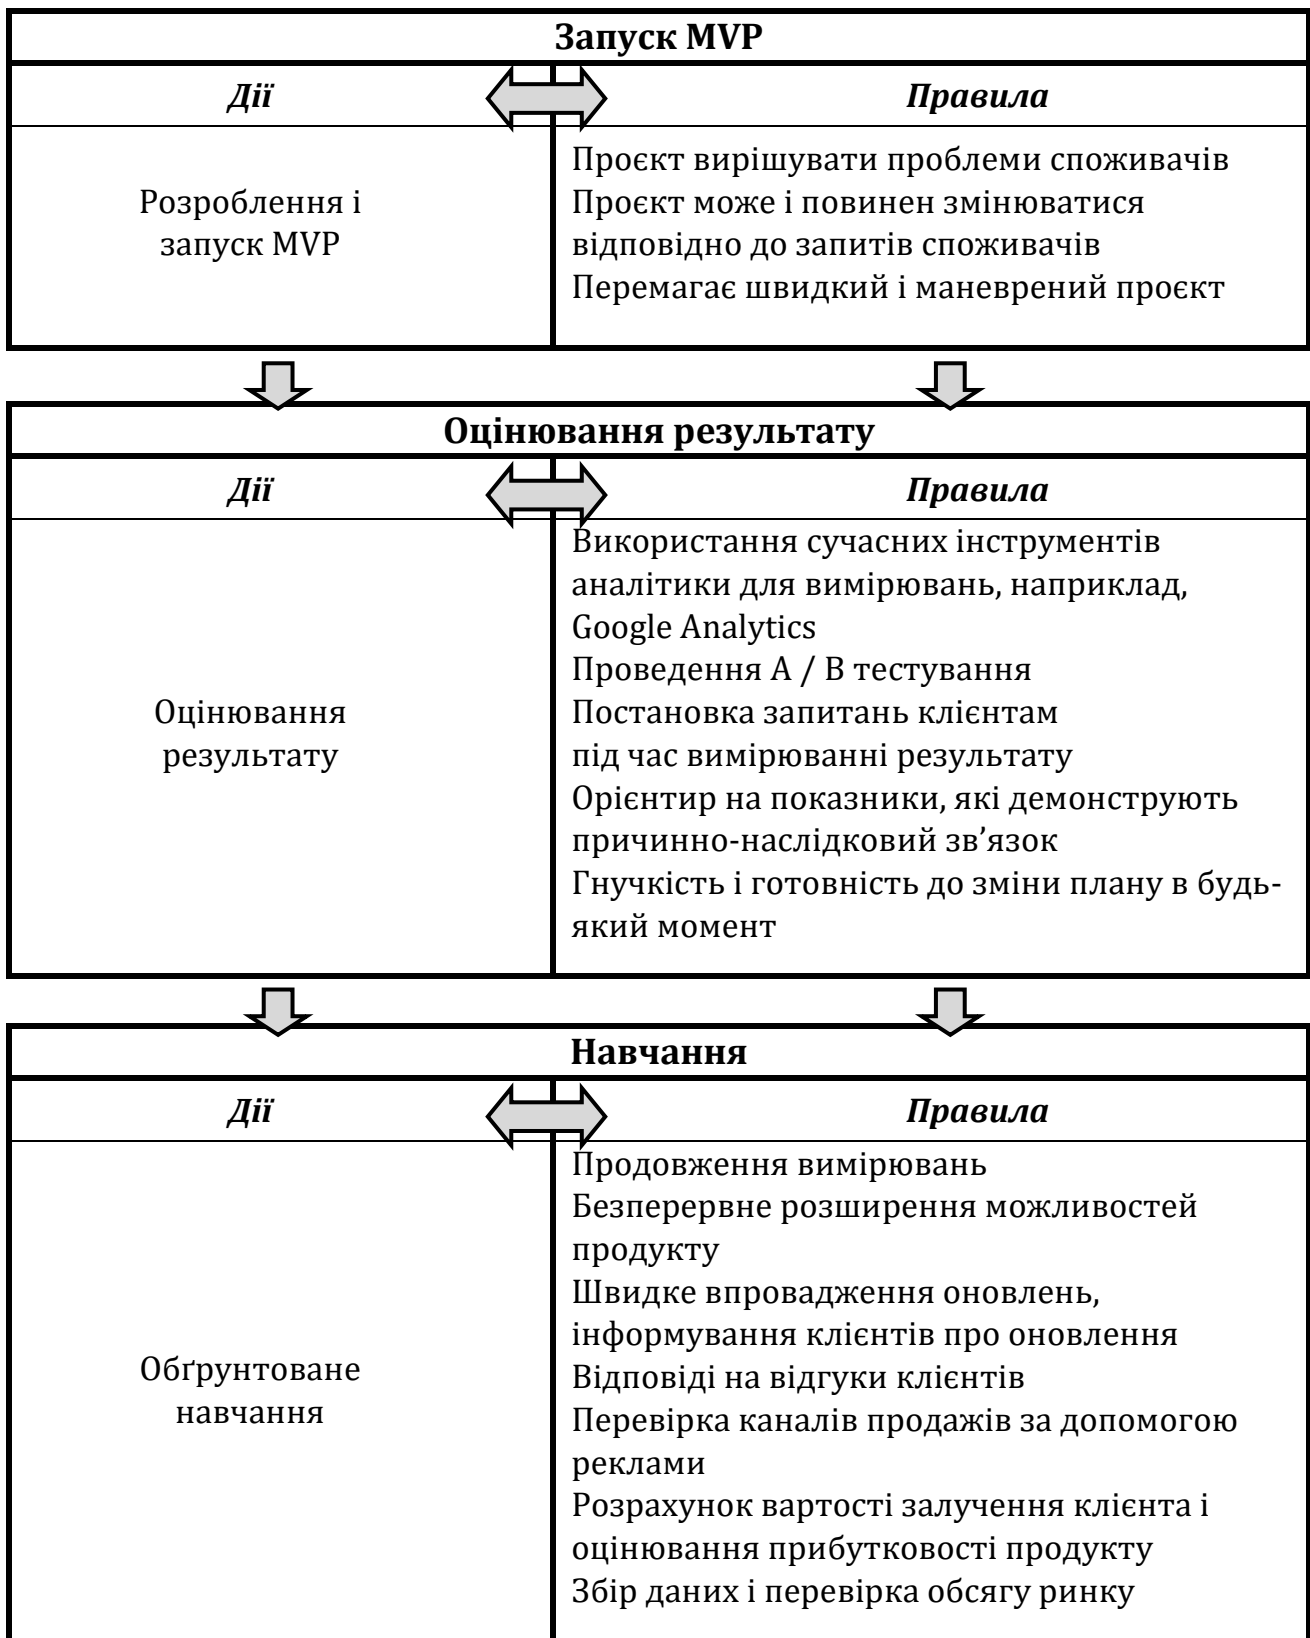 Запуск MVP
Дії
Правила
Розроблення і
запуск MVP
Проєкт вирішувати проблеми споживачів
Проєкт може і повинен змінюватися
відповідно до запитів споживачів
Перемагає швидкий і маневрений проєкт
Оцінювання результату
Дії
Правила
Оцінювання
результату
Використання сучасних інструментів
аналітики для вимірювань, наприклад,
Google Analytics
Проведення А / В тестування
Постановка запитань клієнтам
під час вимірюванні результату
Орієнтир на показники, які демонструють
причинно-наслідковий зв’язок
Гнучкість і готовність до зміни плану в будь-
який момент
Навчання
Дії
Правила
Обґрунтоване
навчання
Продовження вимірювань
Безперервне розширення можливостей
продукту
Швидке впровадження оновлень,
інформування клієнтів про оновлення
Відповіді на відгуки клієнтів
Перевірка каналів продажів за допомогою
реклами
Розрахунок вартості залучення клієнта і
оцінювання прибутковості продукту
Збір даних і перевірка обсягу ринку